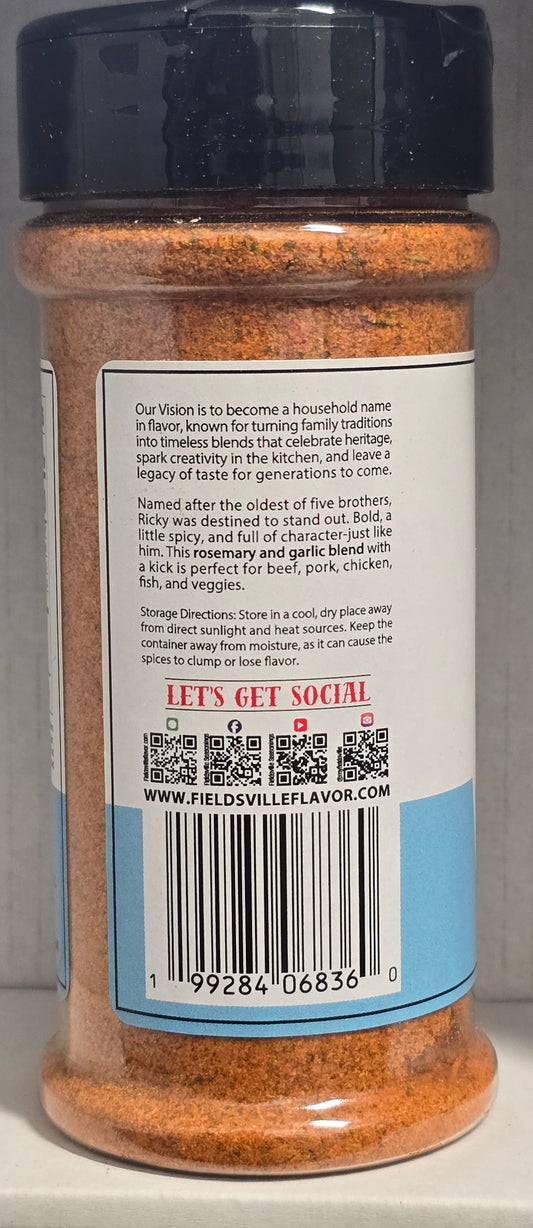 Our Vision is to become a household name
in flavor, known for turning family traditions
into timeless blends that celebrate heritage,
spark creativity in the kitchen, and leave a
legacy of taste for generations to come.
Named after the oldest of five brothers,
Ricky was destined to stand out. Bold, a
little spicy, and full of character-just like
him. This rosemary and garlic blend with
a kick is perfect for beef, pork, chicken,
fish, and veggies.
Storage Directions: Store in a cool, dry place away
from direct sunlight and heat sources. Keep the
container away from moisture, as it can cause the
spices to clump or lose flavor.
LET'S GET SOCIAL
Fieldsvilleflavor.com
Fieldsville Seasonings
Fieldsville Seasonings
WWW.FIELDSVILLEFLAVOR.COM
1 99284 06836 0